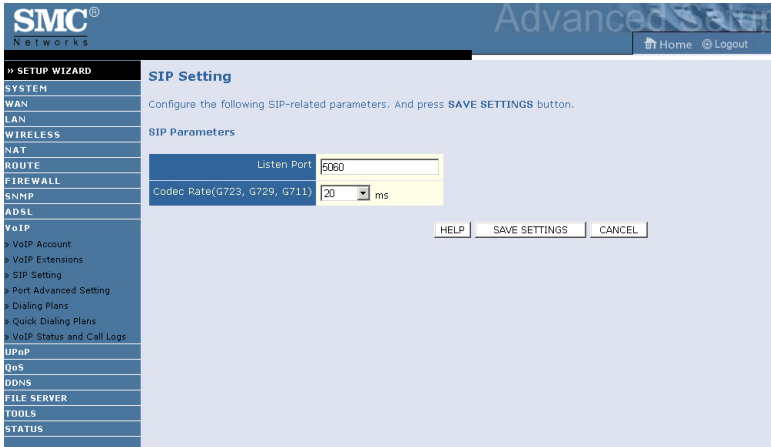 SMC®
Networks
Advanced Setup
Home Logout
» SETUP WIZARD
SYSTEM
WAN
LAN
WIRELESS
NAT
ROUTE
FIREWALL
SNMP
ADSL
VoIP
» VoIP Account
» VoIP Extensions
» SIP Setting
» Port Advanced Setting
» Dialing Plans
» Quick Dialing Plans
» VoIP Status and Call Logs
UPnP
QoS
DDNS
FILE SERVER
TOOLS
STATUS
SIP Setting
Configure the following SIP-related parameters. And press SAVE SETTINGS button.
SIP Parameters
Listen Port 5060
Codec Rate(G723, G729, G711) 20 ms
HELP SAVE SETTINGS CANCEL